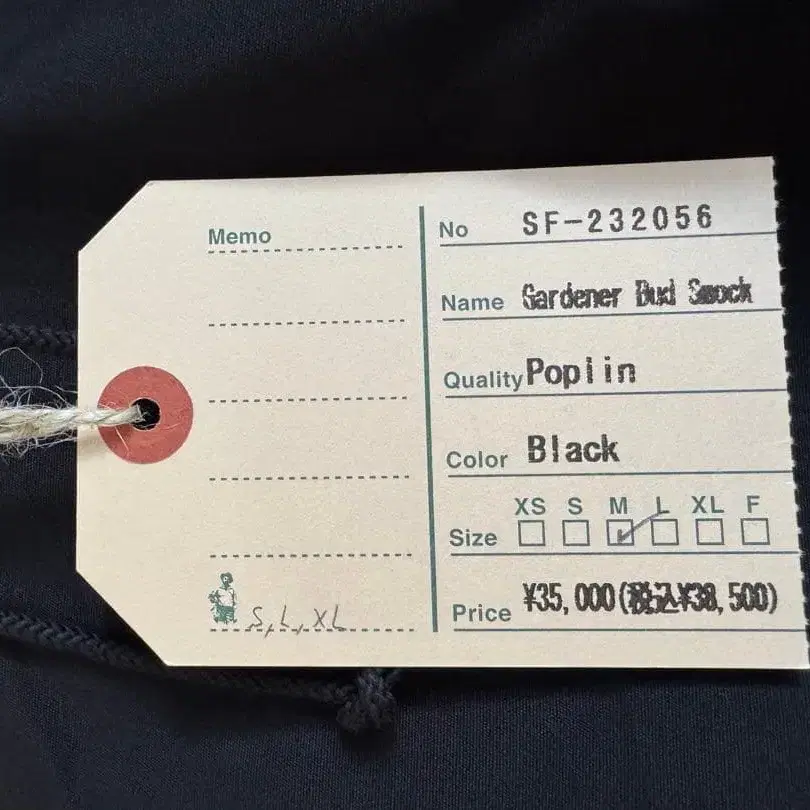 Memo
S, L, XL
No SF-232056
Name Gardener Bud Smock
Quality Poplin
Color Black
XS S M L XL F
Size
Price ¥35,000(税込¥38,500)